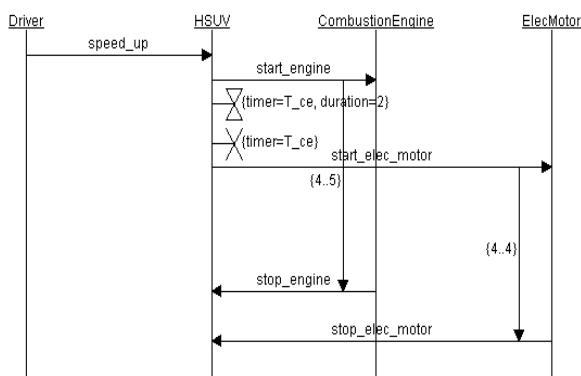 Driver HSUV CombustionEngine ElecMotor
speed_up
start_engine
{timer=T_ce, duration=2}
{timer=T_ce}
start_elec_motor
{4..5}
{4..4}
stop_engine
stop_elec_motor